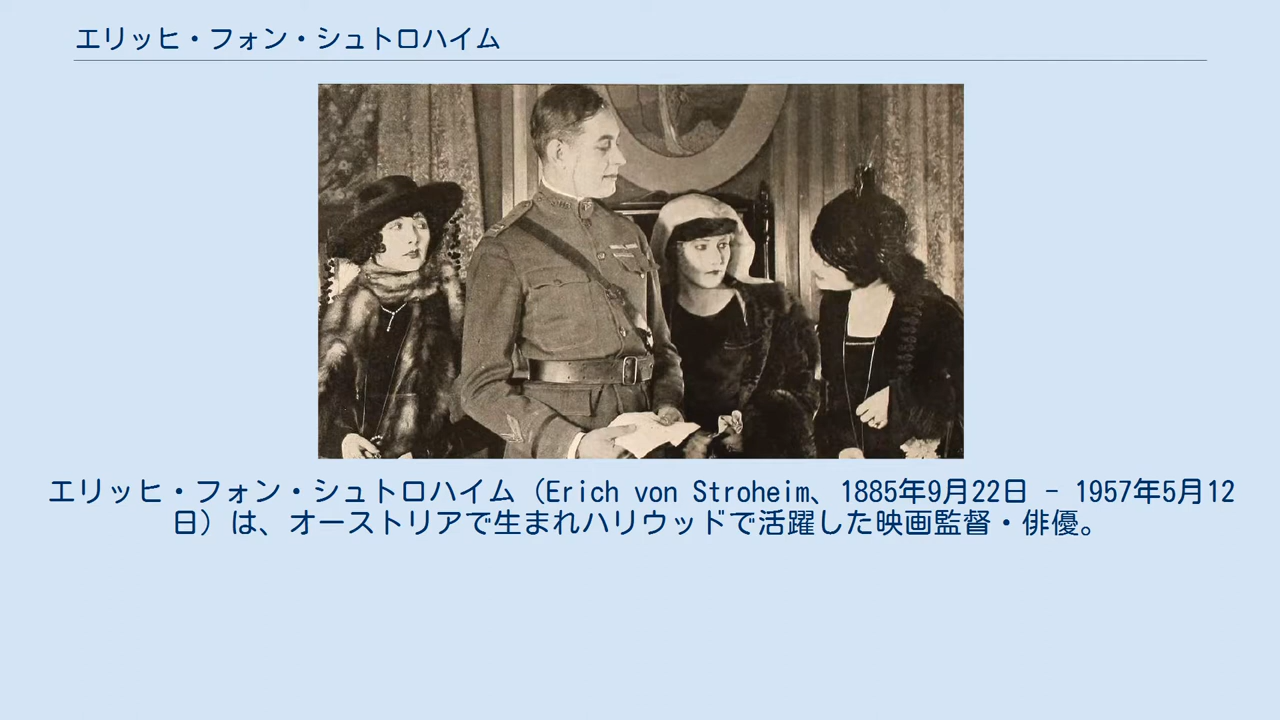 エリッヒ・フォン・シュトロハイム
エリッヒ・フォン・シュトロハイム（Erich von Stroheim、1885年9月22日 - 1957年5月12
日）は、オーストリアで生まれハリウッドで活躍した映画監督・俳優。